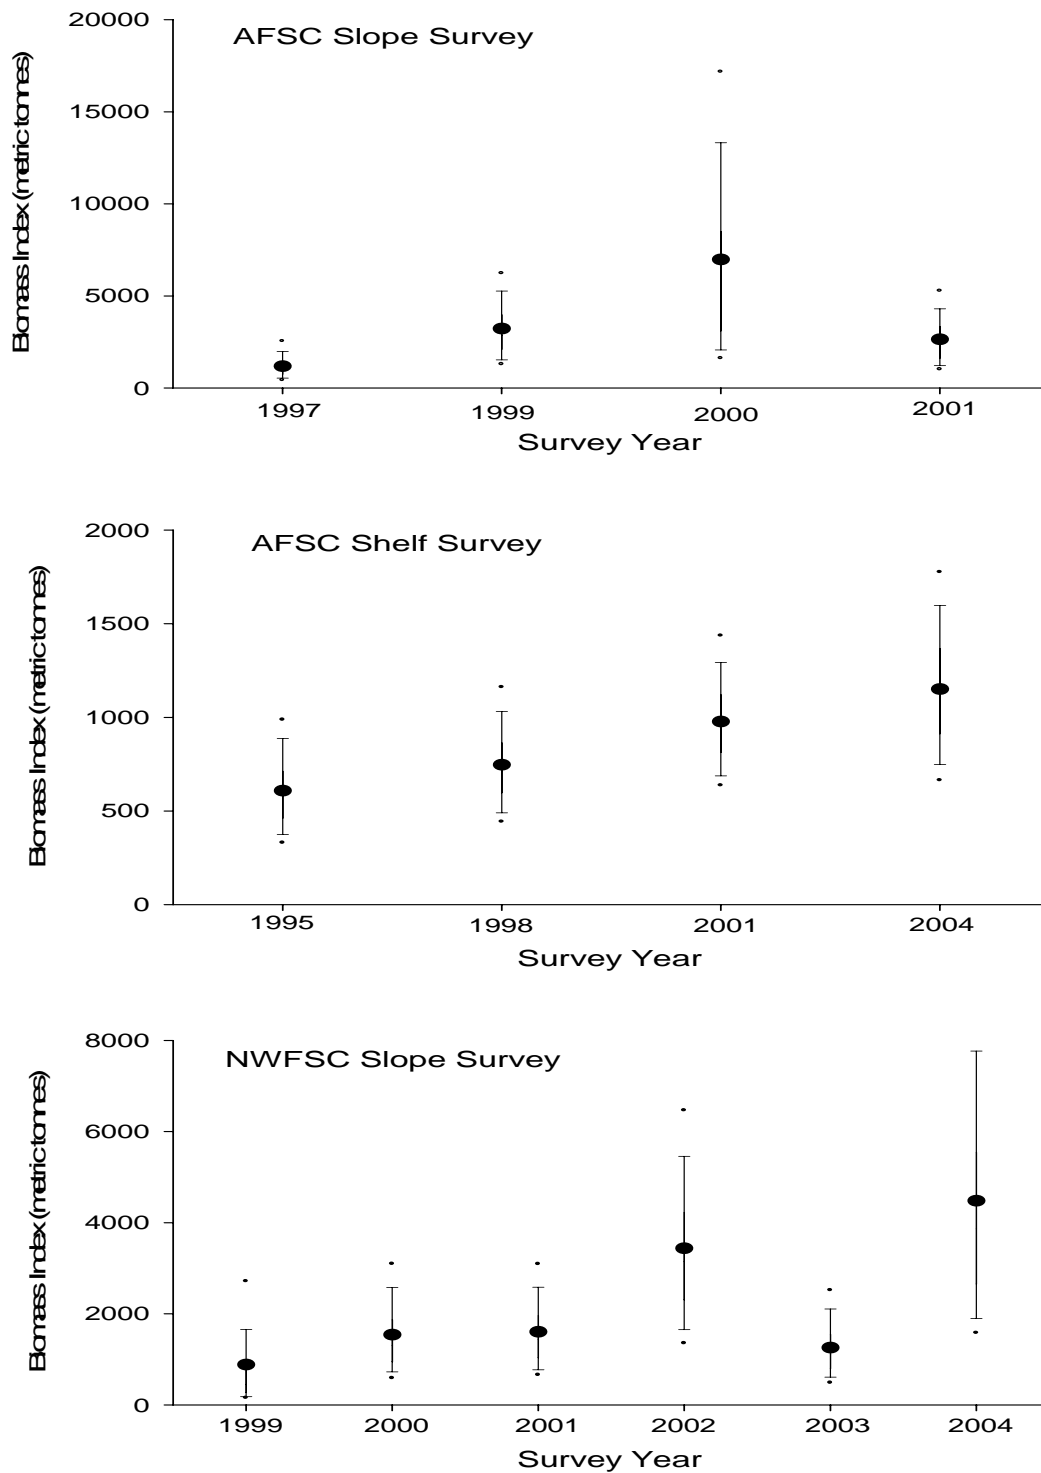 20000
AFSC Slope Survey
15000
10000
5000
0
Biomass Index (metric tonnes)
1997 1999 2000 2001
Survey Year
2000
AFSC Shelf Survey
1500
1000
500
0
Biomass Index (metric tonnes)
1995 1998 2001 2004
Survey Year
8000
NWFSC Slope Survey
6000
4000
2000
0
Biomass Index (metric tonnes)
1999 2000 2001 2002 2003 2004
Survey Year